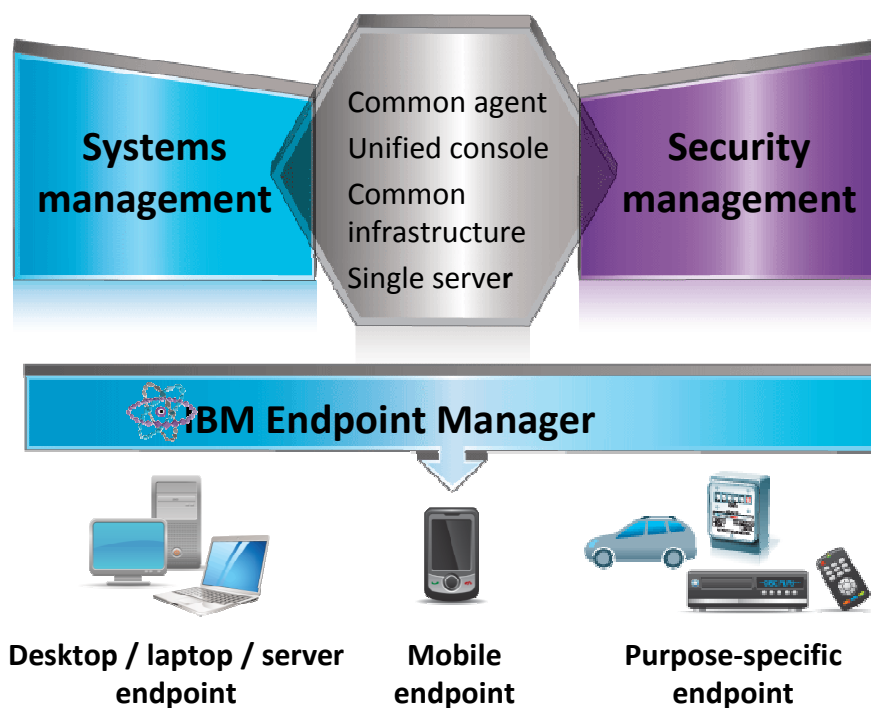 Systems
management
Common agent
Unified console
Common
infrastructure
Single server
Security
management
IBM Endpoint Manager
Desktop / laptop / server
endpoint
Mobile
endpoint
Purpose-specific
endpoint